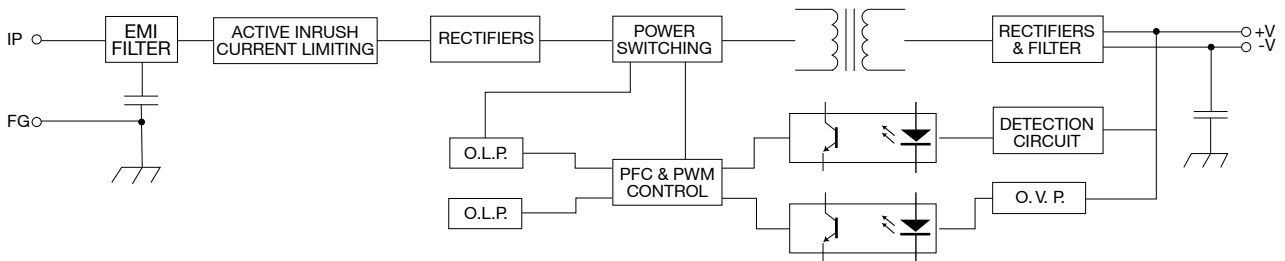 IP
EMI
FILTER
ACTIVE INRUSH
CURRENT LIMITING
RECTIFIERS
POWER
SWITCHING
RECTIFIERS
& FILTER
+V
-V
FG
O.L.P.
PFC & PWM
CONTROL
DETECTION
CIRCUIT
O.L.P.
O. V. P.